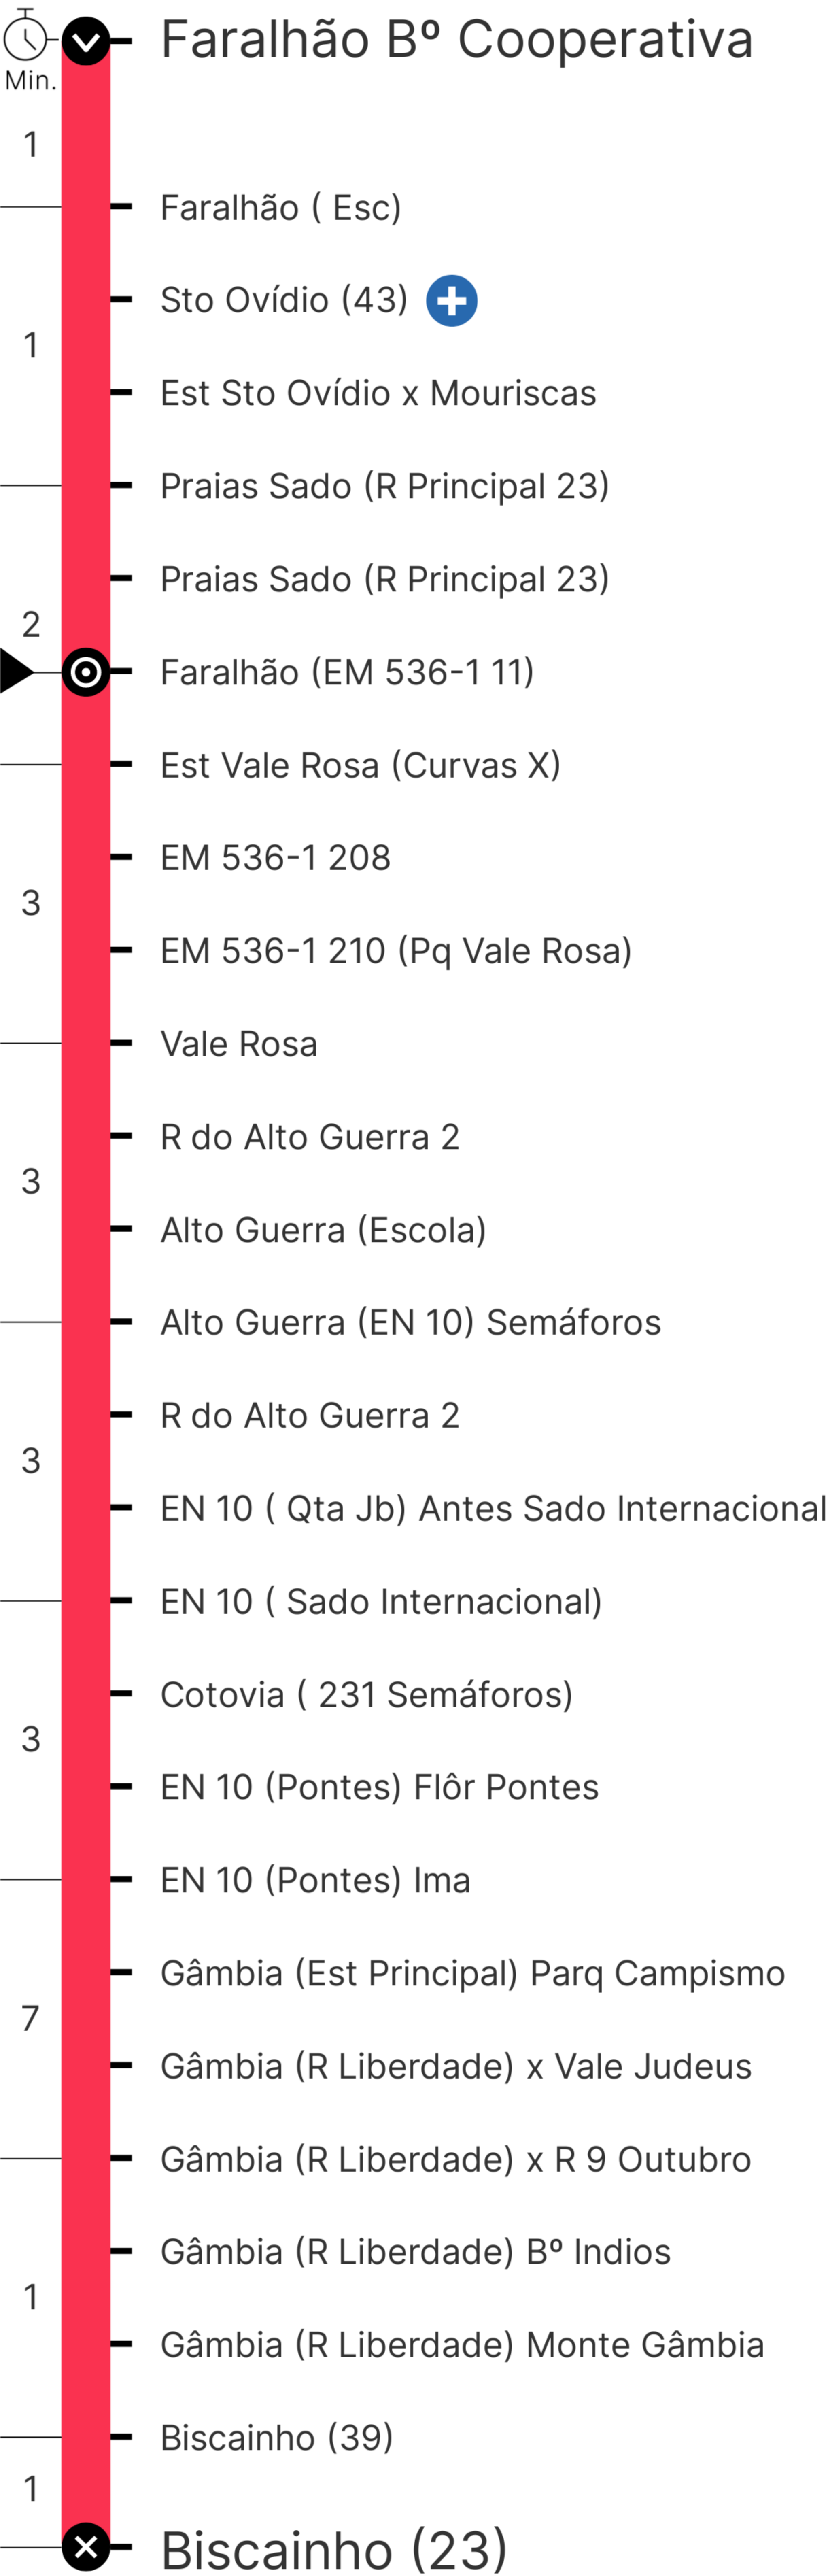 Faralhão Bº Cooperativa
Min.
1
Faralhão ( Esc)
Sto Ovídio (43)
1
Est Sto Ovídio x Mouriscas
Praias Sado (R Principal 23)
Praias Sado (R Principal 23)
2
Faralhão (EM 536-1 11)
Est Vale Rosa (Curvas X)
EM 536-1 208
3
EM 536-1 210 (Pq Vale Rosa)
Vale Rosa
R do Alto Guerra 2
3
Alto Guerra (Escola)
Alto Guerra (EN 10) Semáforos
R do Alto Guerra 2
3
EN 10 ( Qta Jb) Antes Sado Internacional
EN 10 ( Sado Internacional)
Cotovia ( 231 Semáforos)
3
EN 10 (Pontes) Flôr Pontes
EN 10 (Pontes) Ima
Gâmbia (Est Principal) Parq Campismo
7
Gâmbia (R Liberdade) x Vale Judeus
Gâmbia (R Liberdade) x R 9 Outubro
Gâmbia (R Liberdade) Bº Indios
1
Gâmbia (R Liberdade) Monte Gâmbia
Biscainho (39)
1
Biscainho (23)